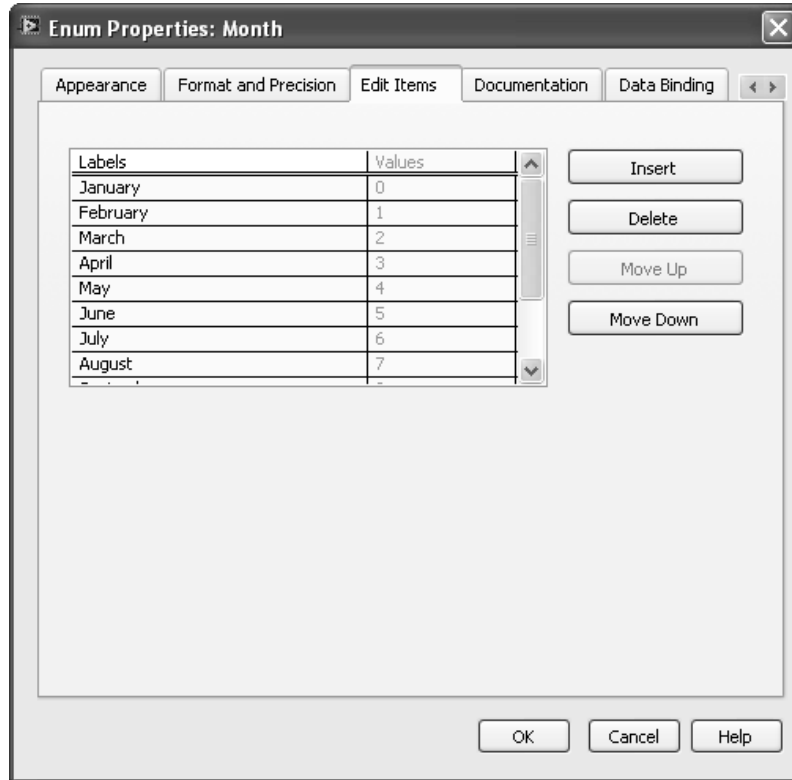 Enum Properties: Month
Appearance Format and Precision Edit Items Documentation Data Binding
Labels Values
January 0
February 1
March 2
April 3
May 4
June 5
July 6
August 7
Insert
Delete
Move Up
Move Down
OK Cancel Help